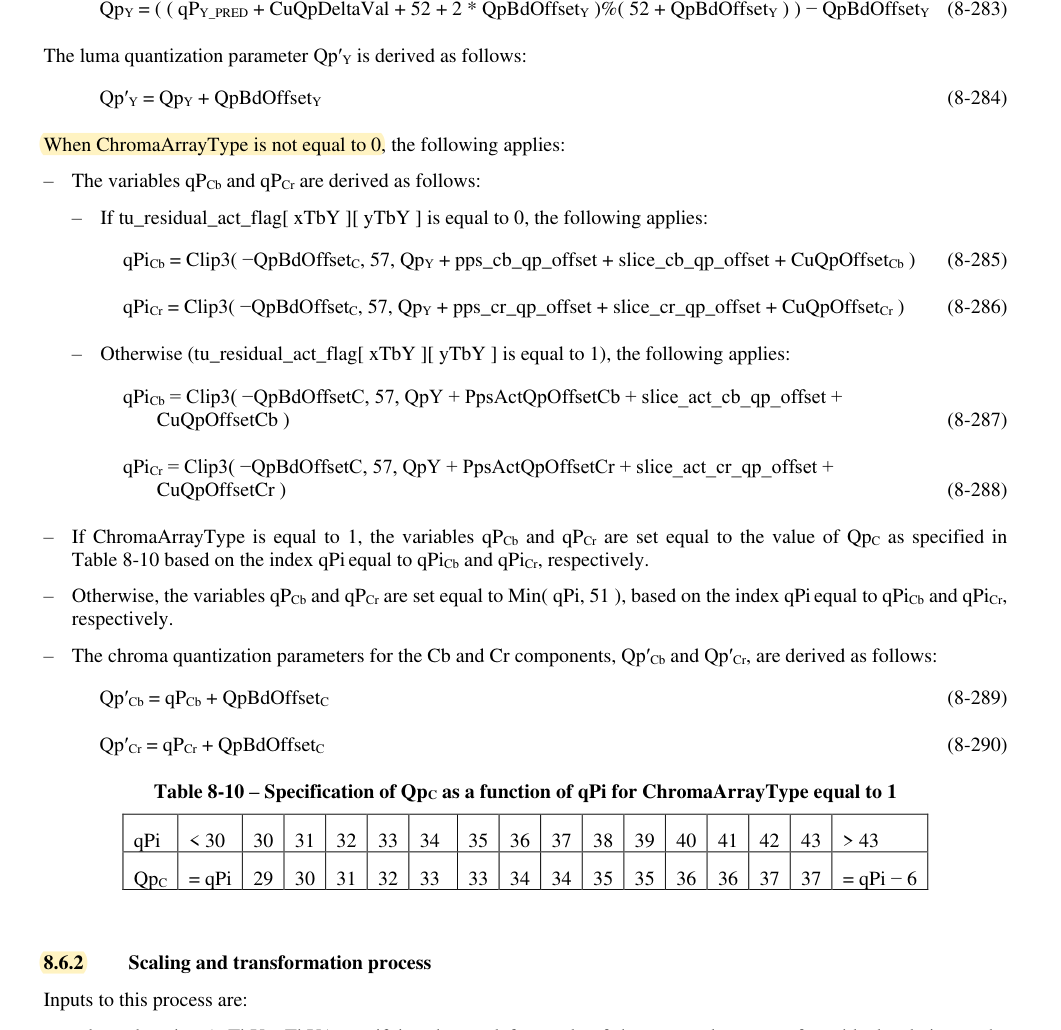 QpY = ( ( qPY_PRED + CuQpDeltaVal + 52 + 2 * QpBdOffsetY )%( 52 + QpBdOffsetY ) ) − QpBdOffsetY (8-283)
The luma quantization parameter Qp′Y is derived as follows:
Qp′Y = QpY + QpBdOffsetY (8-284)
When ChromaArrayType is not equal to 0, the following applies:
– The variables qPCb and qPCr are derived as follows:
– If tu_residual_act_flag[ xTbY ][ yTbY ] is equal to 0, the following applies:
qPiCb = Clip3( −QpBdOffsetC, 57, QpY + pps_cb_qp_offset + slice_cb_qp_offset + CuQpOffsetCb ) (8-285)
qPiCr = Clip3( −QpBdOffsetC, 57, QpY + pps_cr_qp_offset + slice_cr_qp_offset + CuQpOffsetCr ) (8-286)
– Otherwise (tu_residual_act_flag[ xTbY ][ yTbY ] is equal to 1), the following applies:
qPiCb = Clip3( −QpBdOffsetC, 57, QpY + PpsActQpOffsetCb + slice_act_cb_qp_offset +
CuQpOffsetCb ) (8-287)
qPiCr = Clip3( −QpBdOffsetC, 57, QpY + PpsActQpOffsetCr + slice_act_cr_qp_offset +
CuQpOffsetCr ) (8-288)
– If ChromaArrayType is equal to 1, the variables qPCb and qPCr are set equal to the value of QpC as specified in
Table 8-10 based on the index qPi equal to qPiCb and qPiCr, respectively.
– Otherwise, the variables qPCb and qPCr are set equal to Min( qPi, 51 ), based on the index qPi equal to qPiCb and qPiCr,
respectively.
– The chroma quantization parameters for the Cb and Cr components, Qp′Cb and Qp′Cr, are derived as follows:
Qp′Cb = qPCb + QpBdOffsetC (8-289)
Qp′Cr = qPCr + QpBdOffsetC (8-290)
Table 8-10 – Specification of QpC as a function of qPi for ChromaArrayType equal to 1
qPi < 30 30 31 32 33 34 35 36 37 38 39 40 41 42 43 > 43
QpC = qPi 29 30 31 32 33 33 34 34 35 35 36 36 37 37 = qPi − 6
8.6.2 Scaling and transformation process
Inputs to this process are: